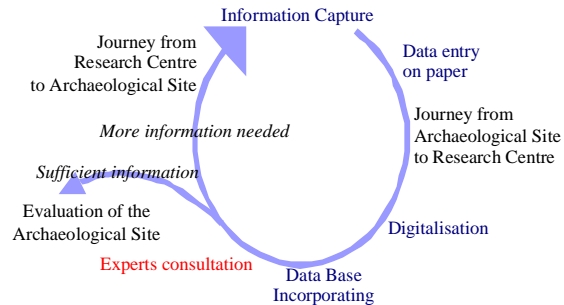 Information Capture
Data entry
on paper
Journey from
Archaeological Site
to Research Centre
Digitalisation
Data Base
Incorporating
Experts consultation
Sufficient information
Evaluation of the
Archaeological Site
More information needed
Journey from
Research Centre
to Archaeological Site